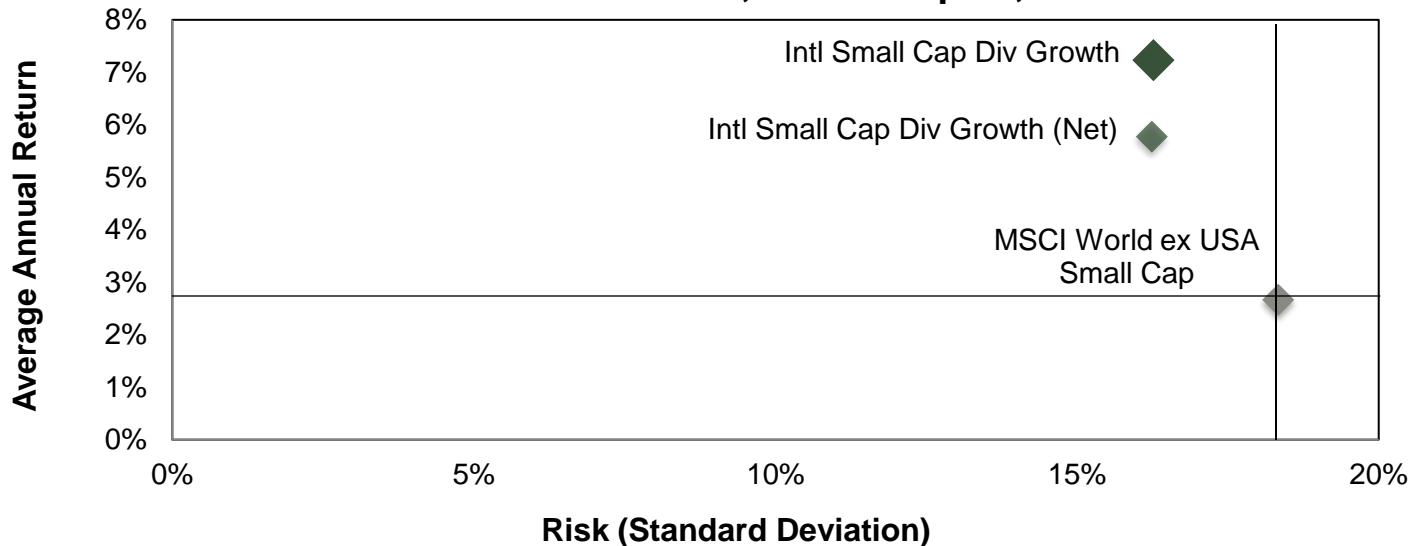 8%
7%
6%
5%
4%
3%
2%
1%
0%
Average Annual Return
Intl Small Cap Div Growth
Intl Small Cap Div Growth (Net)
MSCI World ex USA
Small Cap
0% 5% 10% 15% 20%
Risk (Standard Deviation)